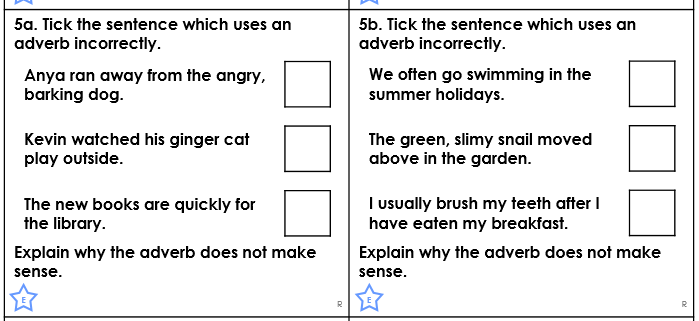 5a. Tick the sentence which uses an
adverb incorrectly.
Anya ran away from the angry,
barking dog.
Kevin watched his ginger cat
play outside.
The new books are quickly for
the library.
Explain why the adverb does not make
sense.
E
R
5b. Tick the sentence which uses an
adverb incorrectly.
We often go swimming in the
summer holidays.
The green, slimy snail moved
above in the garden.
I usually brush my teeth after I
have eaten my breakfast.
Explain why the adverb does not make
sense.
E
R